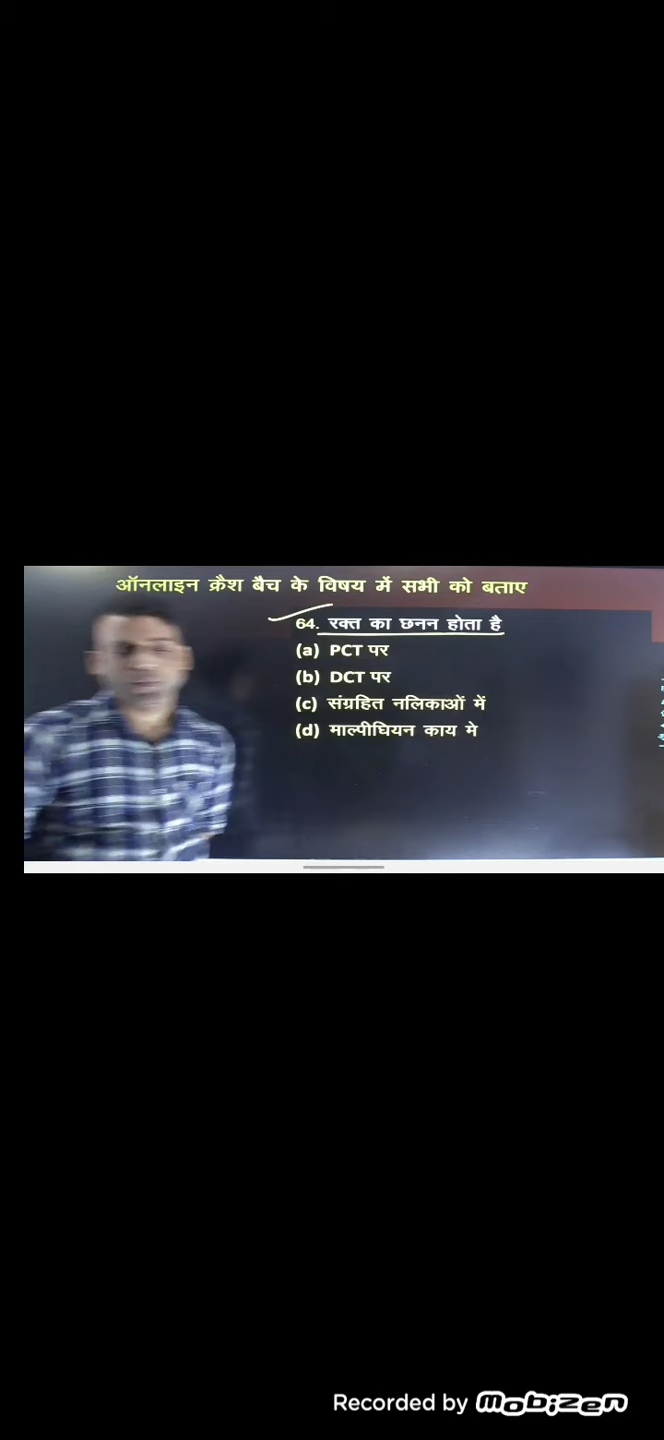 ऑनलाइन क्रैश बैच के विषय में सभी को बताए
64. रक्त का छनन होता है
(a) PCT पर
(b) DCT पर
(c) संग्रहित नलिकाओं में
(d) माल्पीघियन काय मे
Recorded by Mobizen